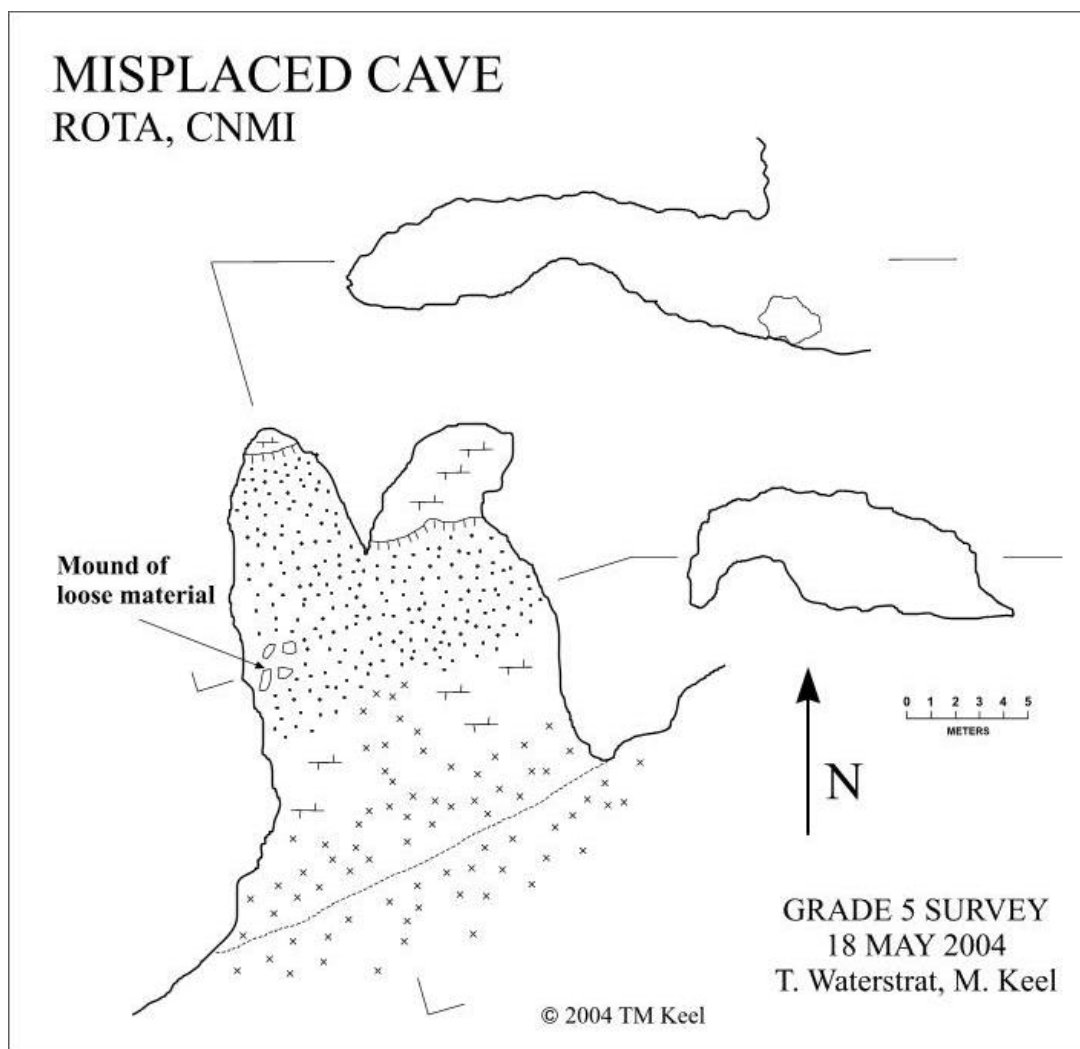 MISPLACED CAVE
ROTA, CNMI
Mound of
loose material
0 1 2 3 4 5
METERS
N
GRADE 5 SURVEY
18 MAY 2004
T. Waterstrat, M. Keel
© 2004 TM Keel